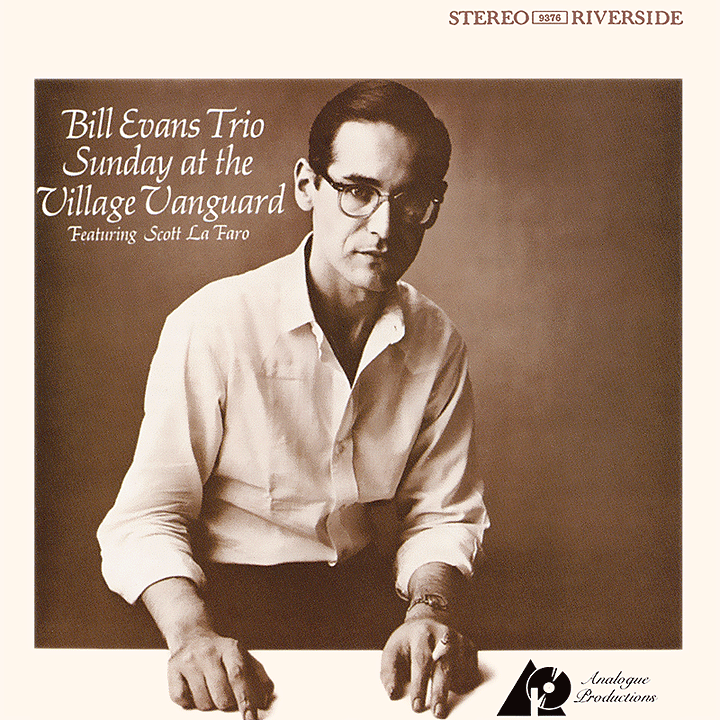 STEREO 9376 RIVERSIDE
Bill Evans Trio
Sunday at the
Village Vanguard
Featuring Scott La Faro
Analogue
Productions